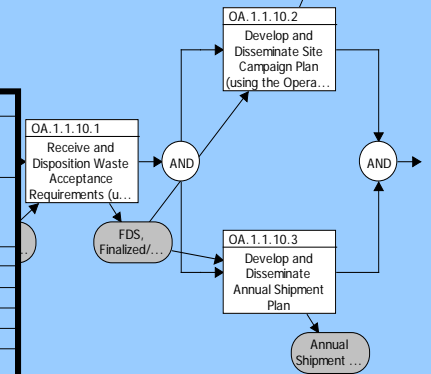 OA.1.1.10.2
Develop and
Disseminate Site
Campaign Plan
(using the Opera...
OA.1.1.10.1
Receive and
Disposition Waste
Acceptance
Requirements (u...
AND
AND
FDS,
Finalized/...
...
OA.1.1.10.3
Develop and
Disseminate
Annual Shipment
Plan
Annual
Shipment ...